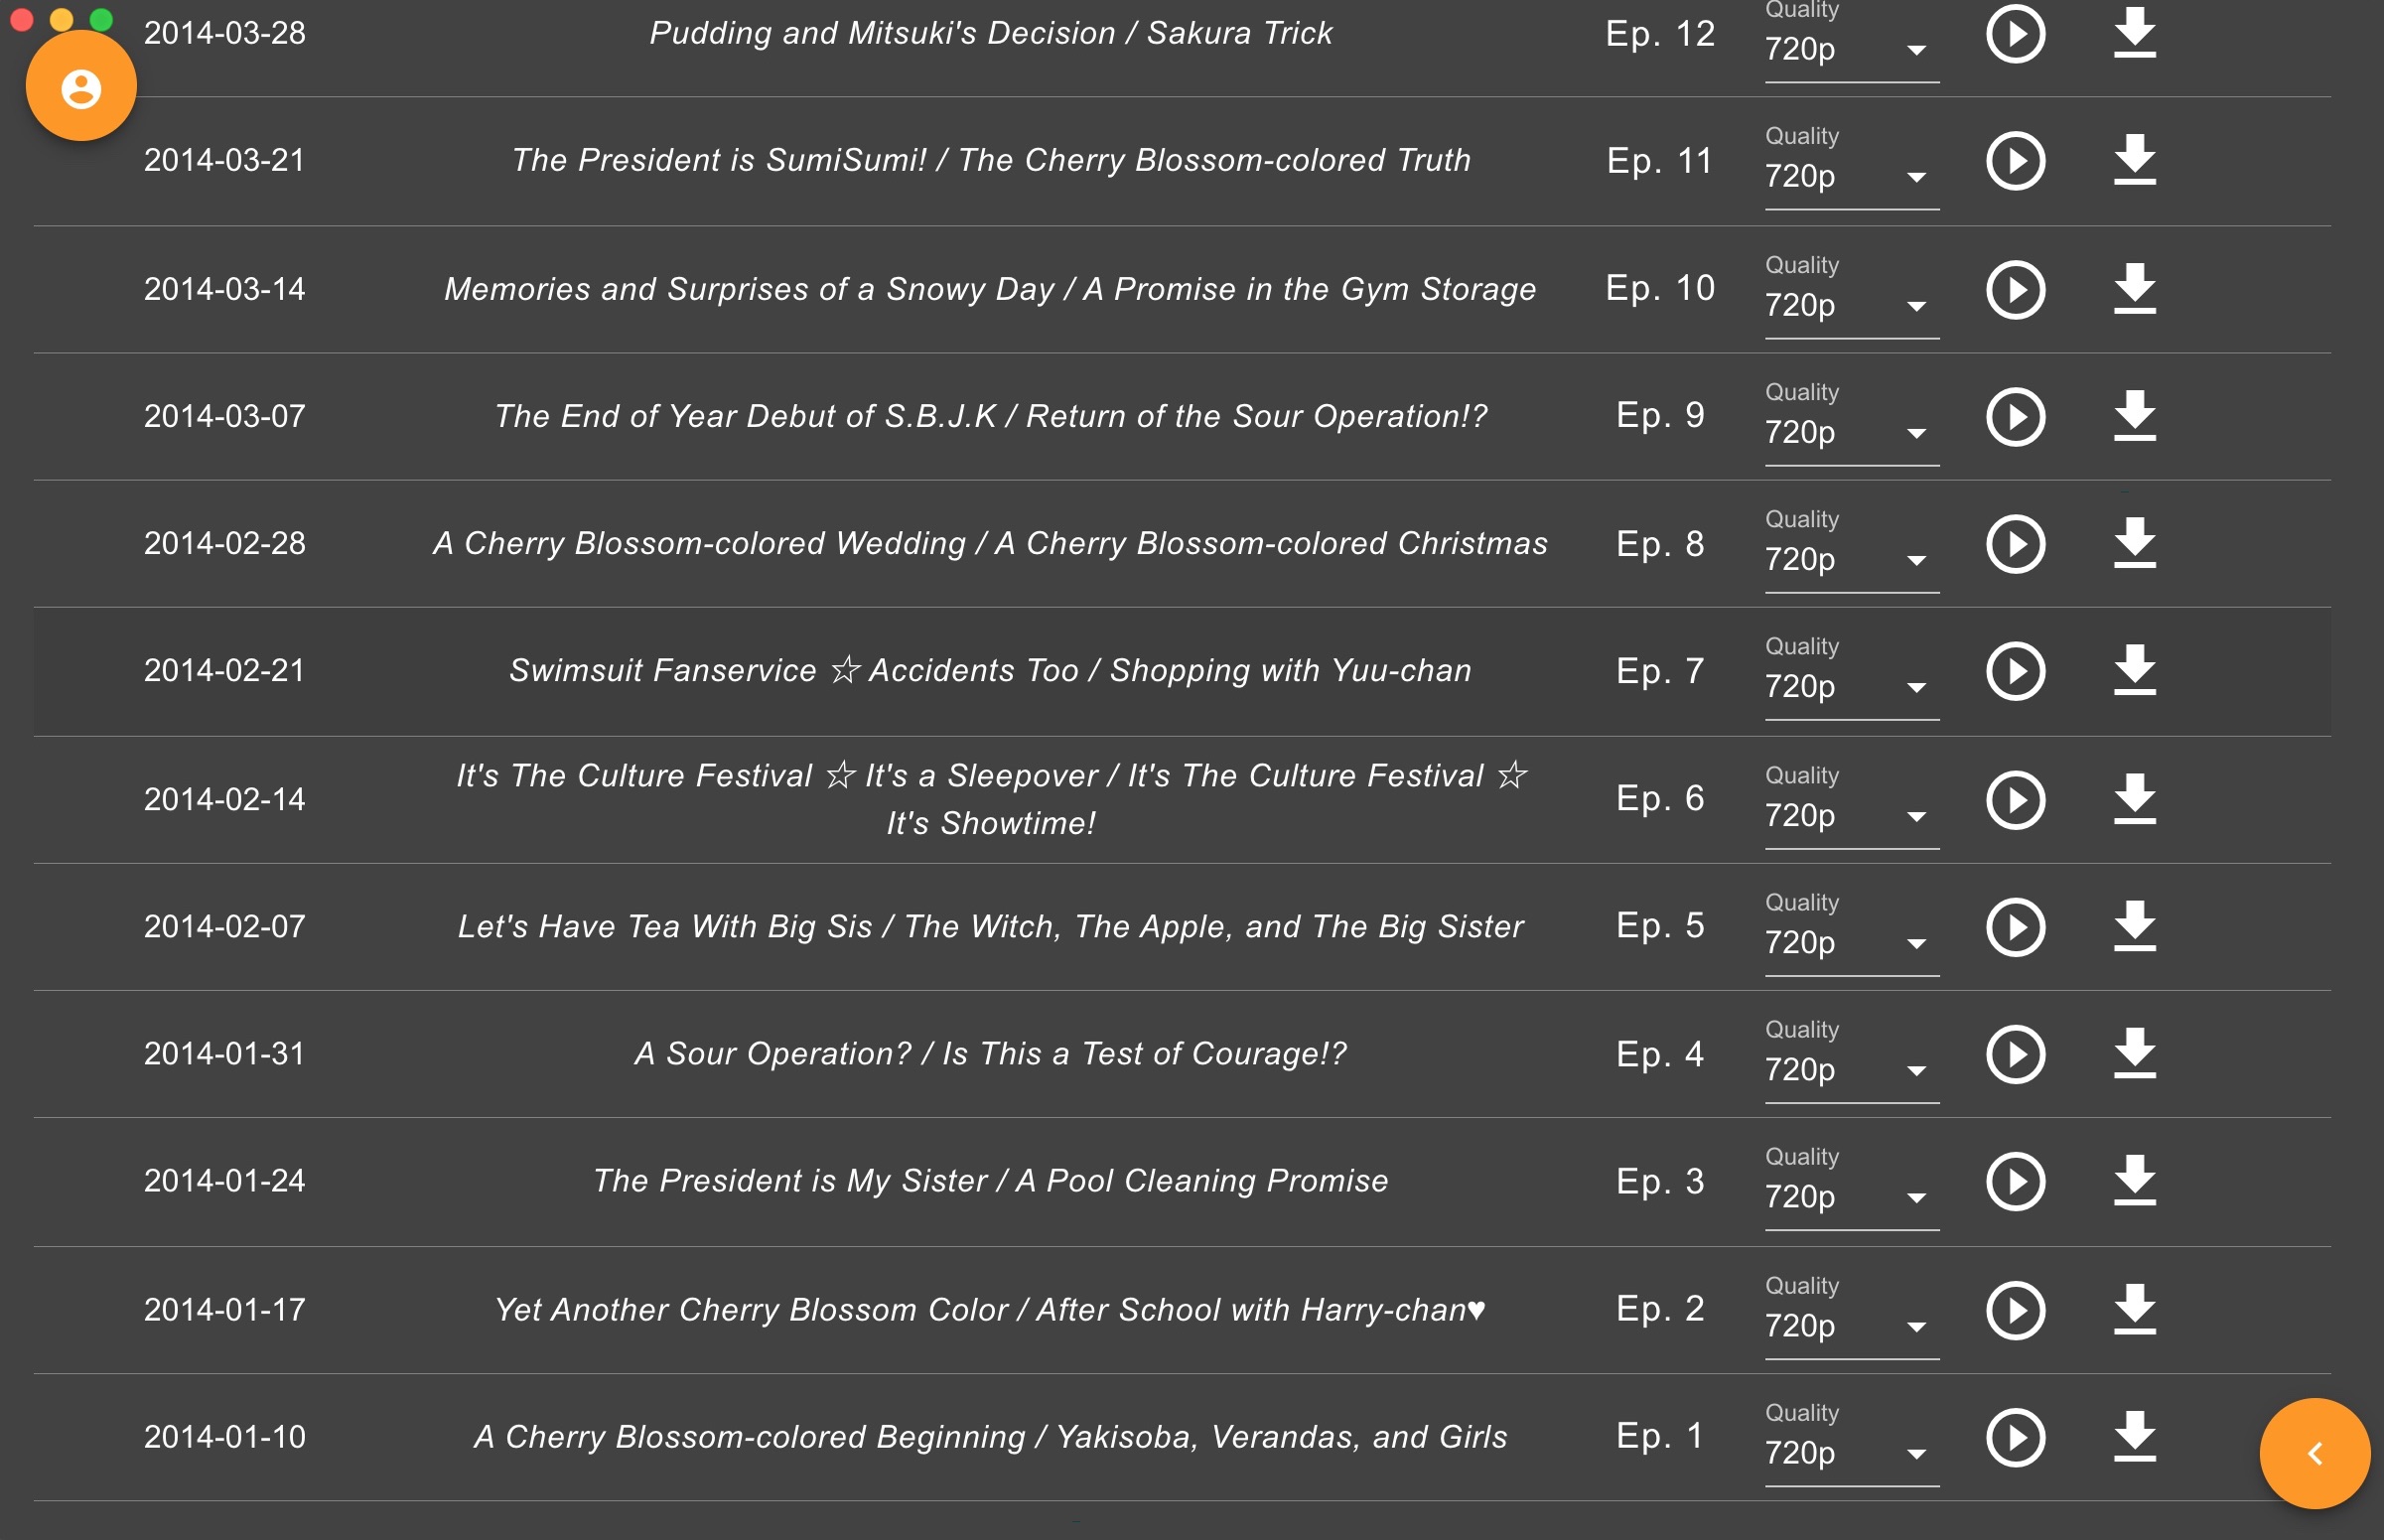 2014-03-28 Pudding and Mitsuki's Decision / Sakura Trick Ep. 12 Quality 720p
2014-03-21 The President is SumiSumi! / The Cherry Blossom-colored Truth Ep. 11 Quality 720p
2014-03-14 Memories and Surprises of a Snowy Day / A Promise in the Gym Storage Ep. 10 Quality 720p
2014-03-07 The End of Year Debut of S.B.J.K / Return of the Sour Operation!? Ep. 9 Quality 720p
2014-02-28 A Cherry Blossom-colored Wedding / A Cherry Blossom-colored Christmas Ep. 8 Quality 720p
2014-02-21 Swimsuit Fanservice ☆ Accidents Too / Shopping with Yuu-chan Ep. 7 Quality 720p
2014-02-14 It's The Culture Festival ☆ It's a Sleepover / It's The Culture Festival ☆
It's Showtime! Ep. 6 Quality 720p
2014-02-07 Let's Have Tea With Big Sis / The Witch, The Apple, and The Big Sister Ep. 5 Quality 720p
2014-01-31 A Sour Operation? / Is This a Test of Courage!? Ep. 4 Quality 720p
2014-01-24 The President is My Sister / A Pool Cleaning Promise Ep. 3 Quality 720p
2014-01-17 Yet Another Cherry Blossom Color / After School with Harry-chan♥ Ep. 2 Quality 720p
2014-01-10 A Cherry Blossom-colored Beginning / Yakisoba, Verandas, and Girls Ep. 1 Quality 720p